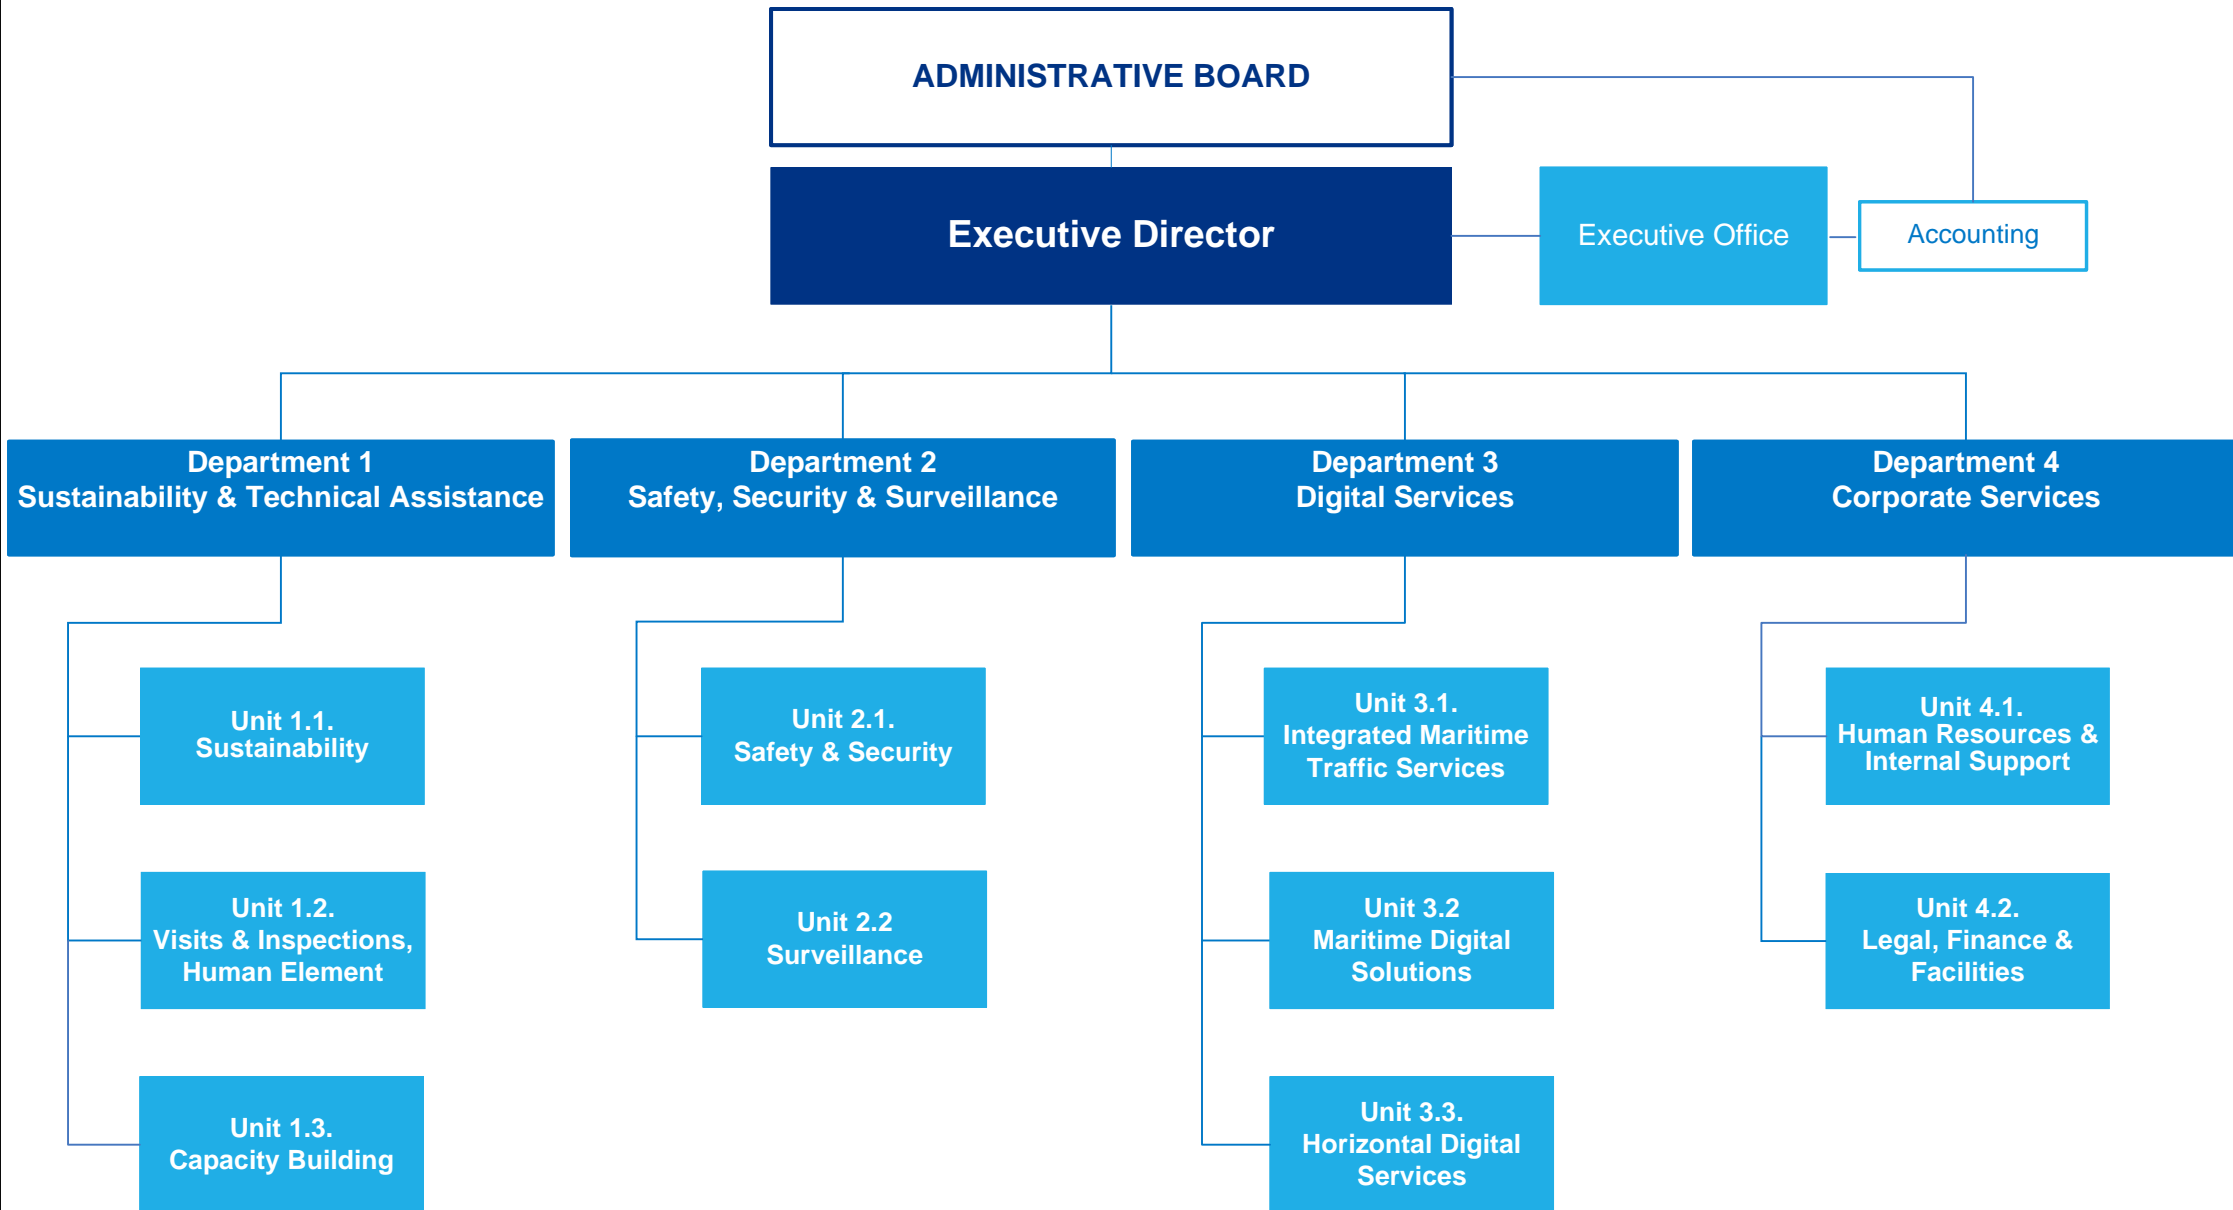 ADMINISTRATIVE BOARD
Executive Director
Executive Office
Accounting
Department 1
Sustainability & Technical Assistance
Department 2
Safety, Security & Surveillance
Department 3
Digital Services
Department 4
Corporate Services
Unit 1.1.
Sustainability
Unit 2.1.
Safety & Security
Unit 3.1.
Integrated Maritime
Traffic Services
Unit 4.1.
Human Resources &
Internal Support
Unit 1.2.
Visits & Inspections,
Human Element
Unit 2.2
Surveillance
Unit 3.2
Maritime Digital
Solutions
Unit 4.2.
Legal, Finance &
Facilities
Unit 1.3.
Capacity Building
Unit 3.3.
Horizontal Digital
Services